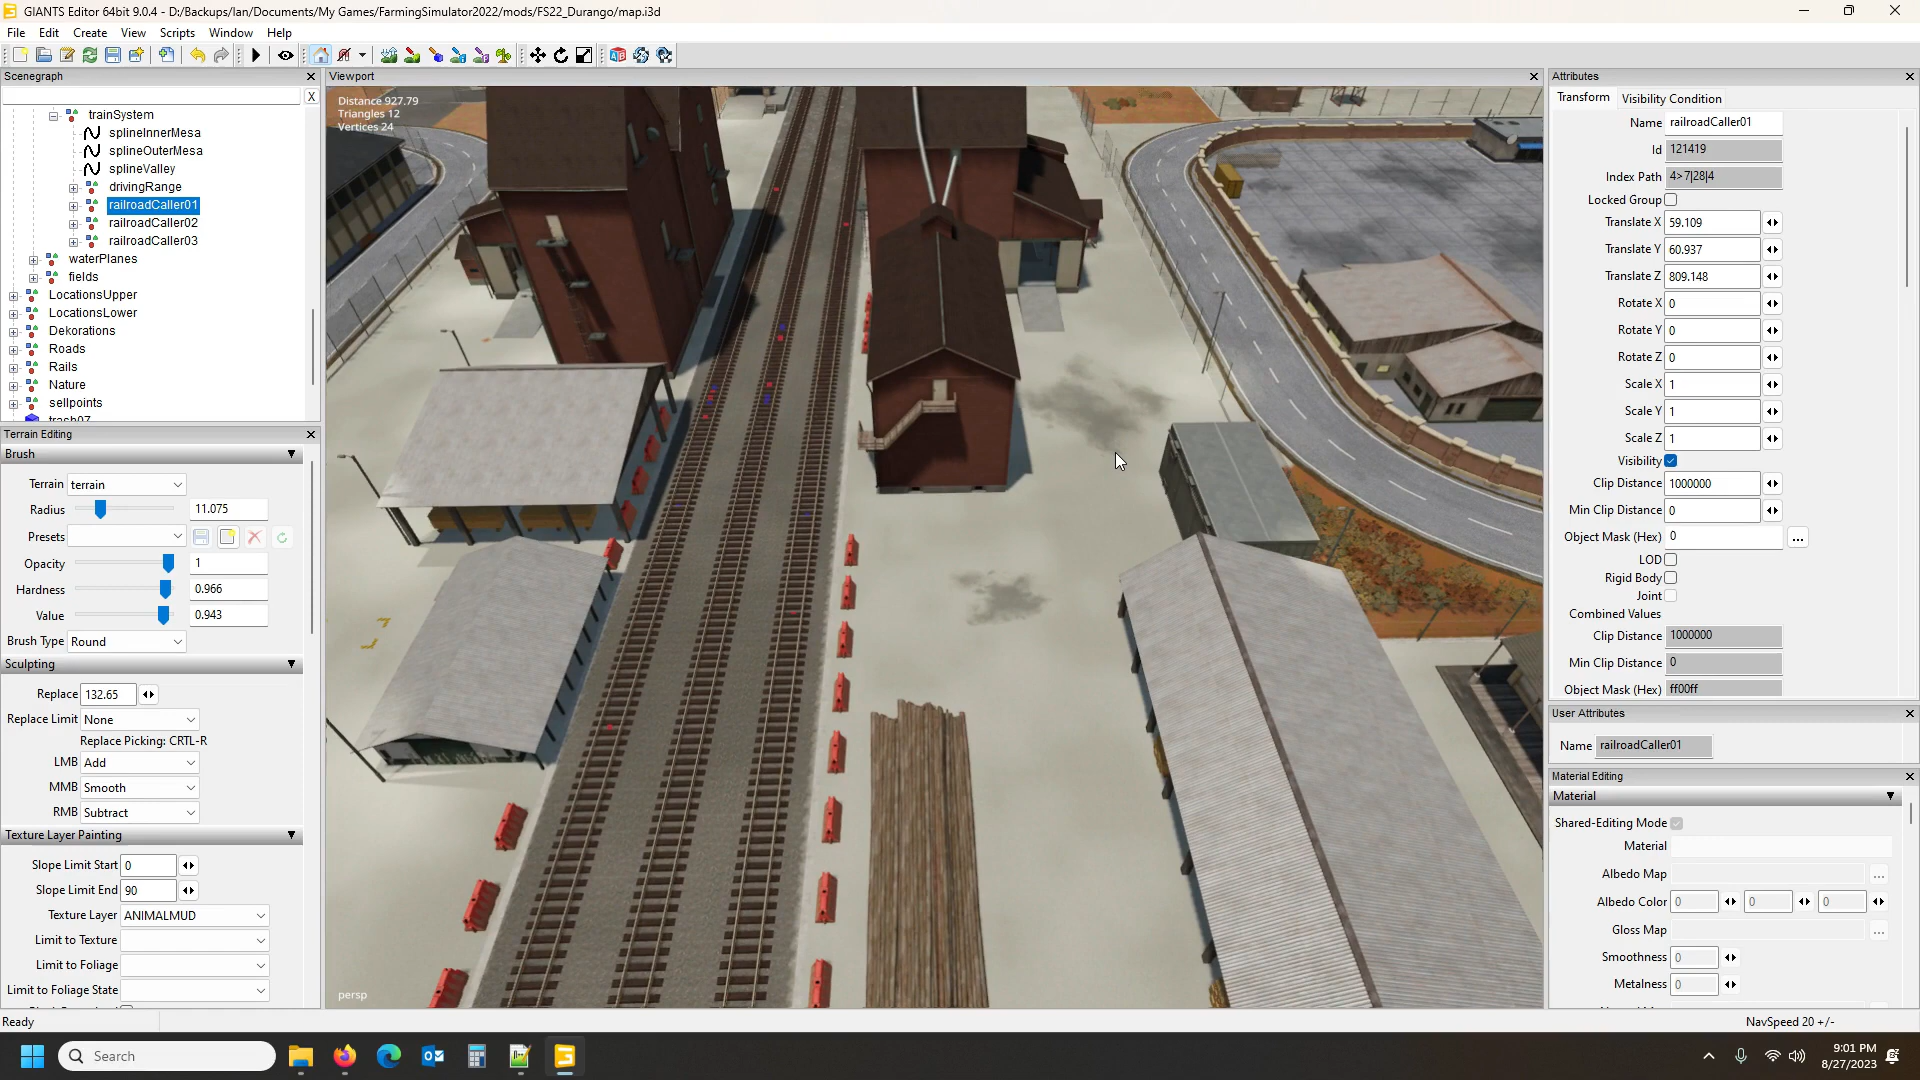 GIANTS Editor 64bit 9.0.4 - D:/Backups/Ian/Documents/My Games/FarmingSimulator2022/mods/FS22_Durango/map.i3d
File Edit Create View Scripts Window Help
Scenegraph
X
trainSystem
splineInnerMesa
splineOuterMesa
splineValley
drivingRange
railroadCaller01
railroadCaller02
railroadCaller03
waterPlanes
fields
LocationsUpper
LocationsLower
Dekorations
Roads
Rails
Nature
sellpoints
trash07
Terrain Editing
Brush
Terrain terrain
Radius 11.075
Presets
Opacity 1
Hardness 0.966
Value 0.943
Brush Type Round
Sculpting
Replace 132.65
Replace Limit None
Replace Picking: CRTL-R
LMB Add
MMB Smooth
RMB Subtract
Texture Layer Painting
Slope Limit Start 0
Slope Limit End 90
Texture Layer ANIMALMUD
Limit to Texture
Limit to Foliage
Limit to Foliage State
Viewport
Distance 927.79
Triangles 12
Vertices 24
persp
Attributes
Transform Visibility Condition
Name railroadCaller01
Id 121419
Index Path 4>7|28|4
Locked Group
Translate X 59.109
Translate Y 60.937
Translate Z 809.148
Rotate X 0
Rotate Y 0
Rotate Z 0
Scale X 1
Scale Y 1
Scale Z 1
Visibility
Clip Distance 1000000
Min Clip Distance 0
Object Mask (Hex) 0 ...
LOD
Rigid Body
Joint
Combined Values
Clip Distance 1000000
Min Clip Distance 0
Object Mask (Hex) ff00ff
User Attributes
Name railroadCaller01
Material Editing
Material
Shared-Editing Mode
Material
Albedo Map ...
Albedo Color 0 0 0
Gloss Map ...
Smoothness 0
Metalness 0
Ready
NavSpeed 20 +/-
Search
9:01 PM
8/27/2023